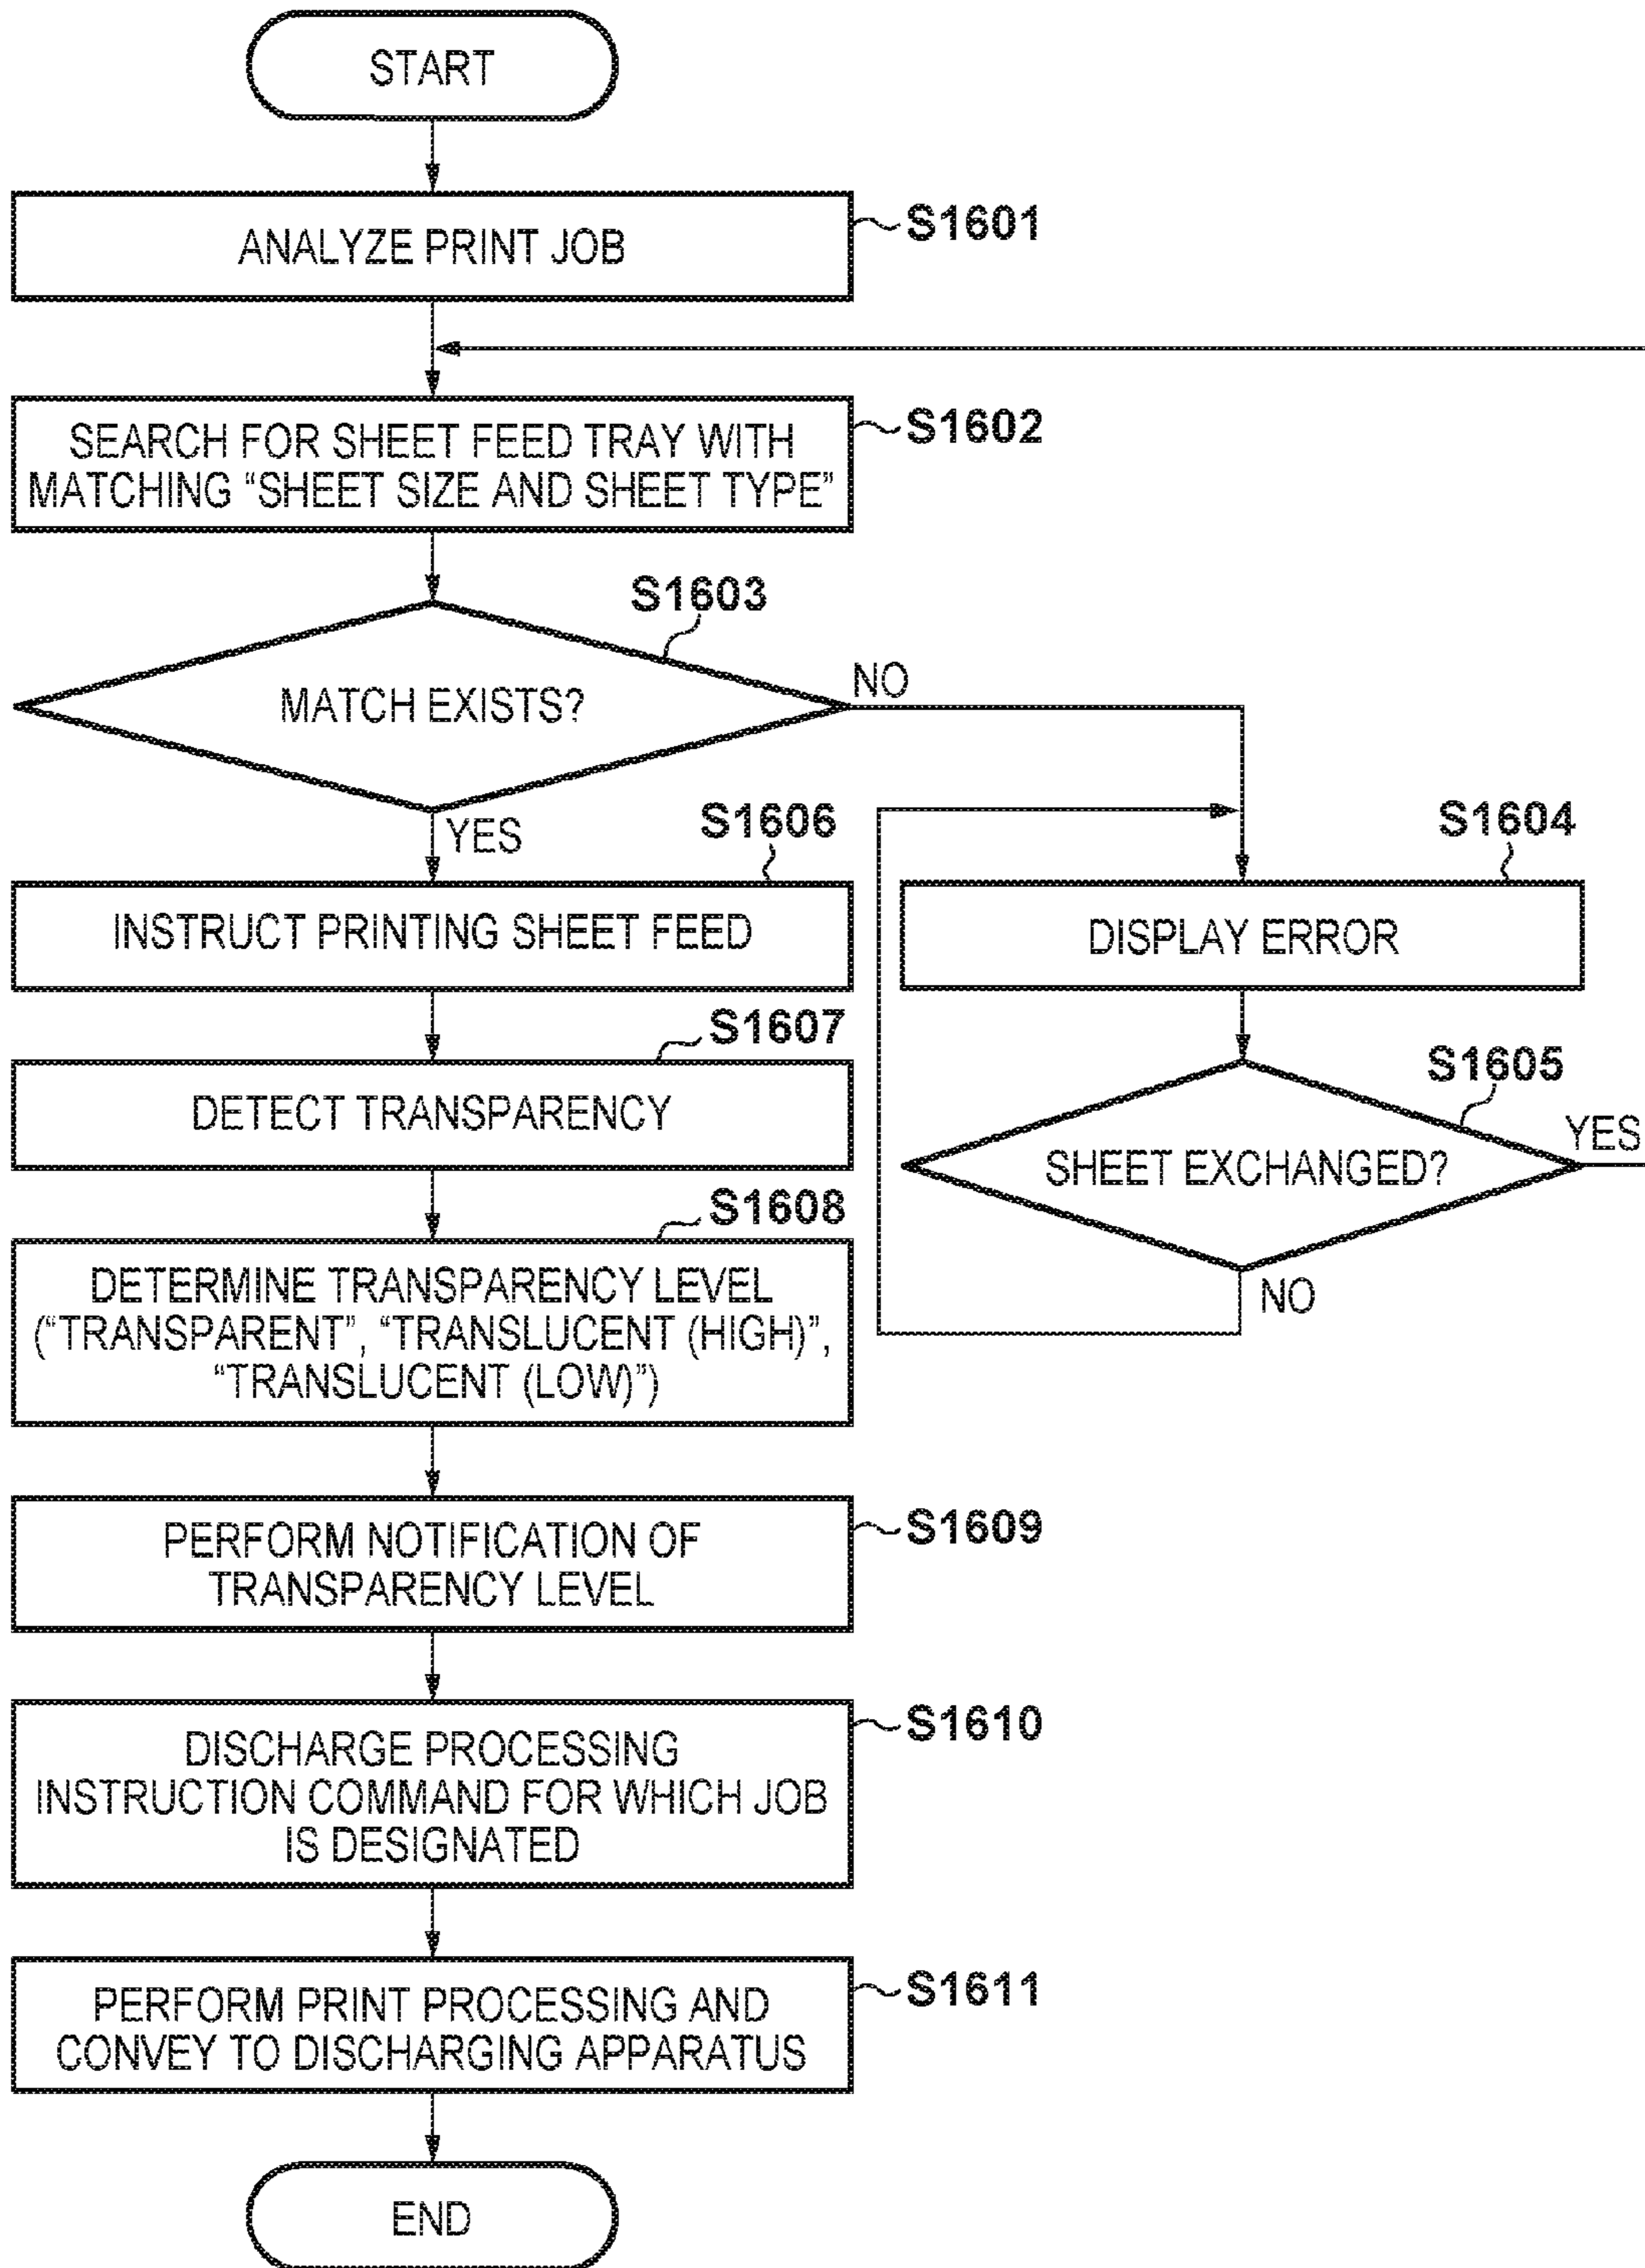 START
ANALYZE PRINT JOB
S1601
SEARCH FOR SHEET FEED TRAY WITH
MATCHING “SHEET SIZE AND SHEET TYPE”
S1602
S1603
MATCH EXISTS?
NO
YES
S1606
INSTRUCT PRINTING SHEET FEED
S1604
DISPLAY ERROR
S1607
DETECT TRANSPARENCY
S1605
SHEET EXCHANGED?
YES
NO
S1608
DETERMINE TRANSPARENCY LEVEL
(“TRANSPARENT”, “TRANSLUCENT (HIGH)”,
“TRANSLUCENT (LOW)”)
PERFORM NOTIFICATION OF
TRANSPARENCY LEVEL
S1609
DISCHARGE PROCESSING
INSTRUCTION COMMAND FOR WHICH JOB
IS DESIGNATED
S1610
PERFORM PRINT PROCESSING AND
CONVEY TO DISCHARGING APPARATUS
S1611
END